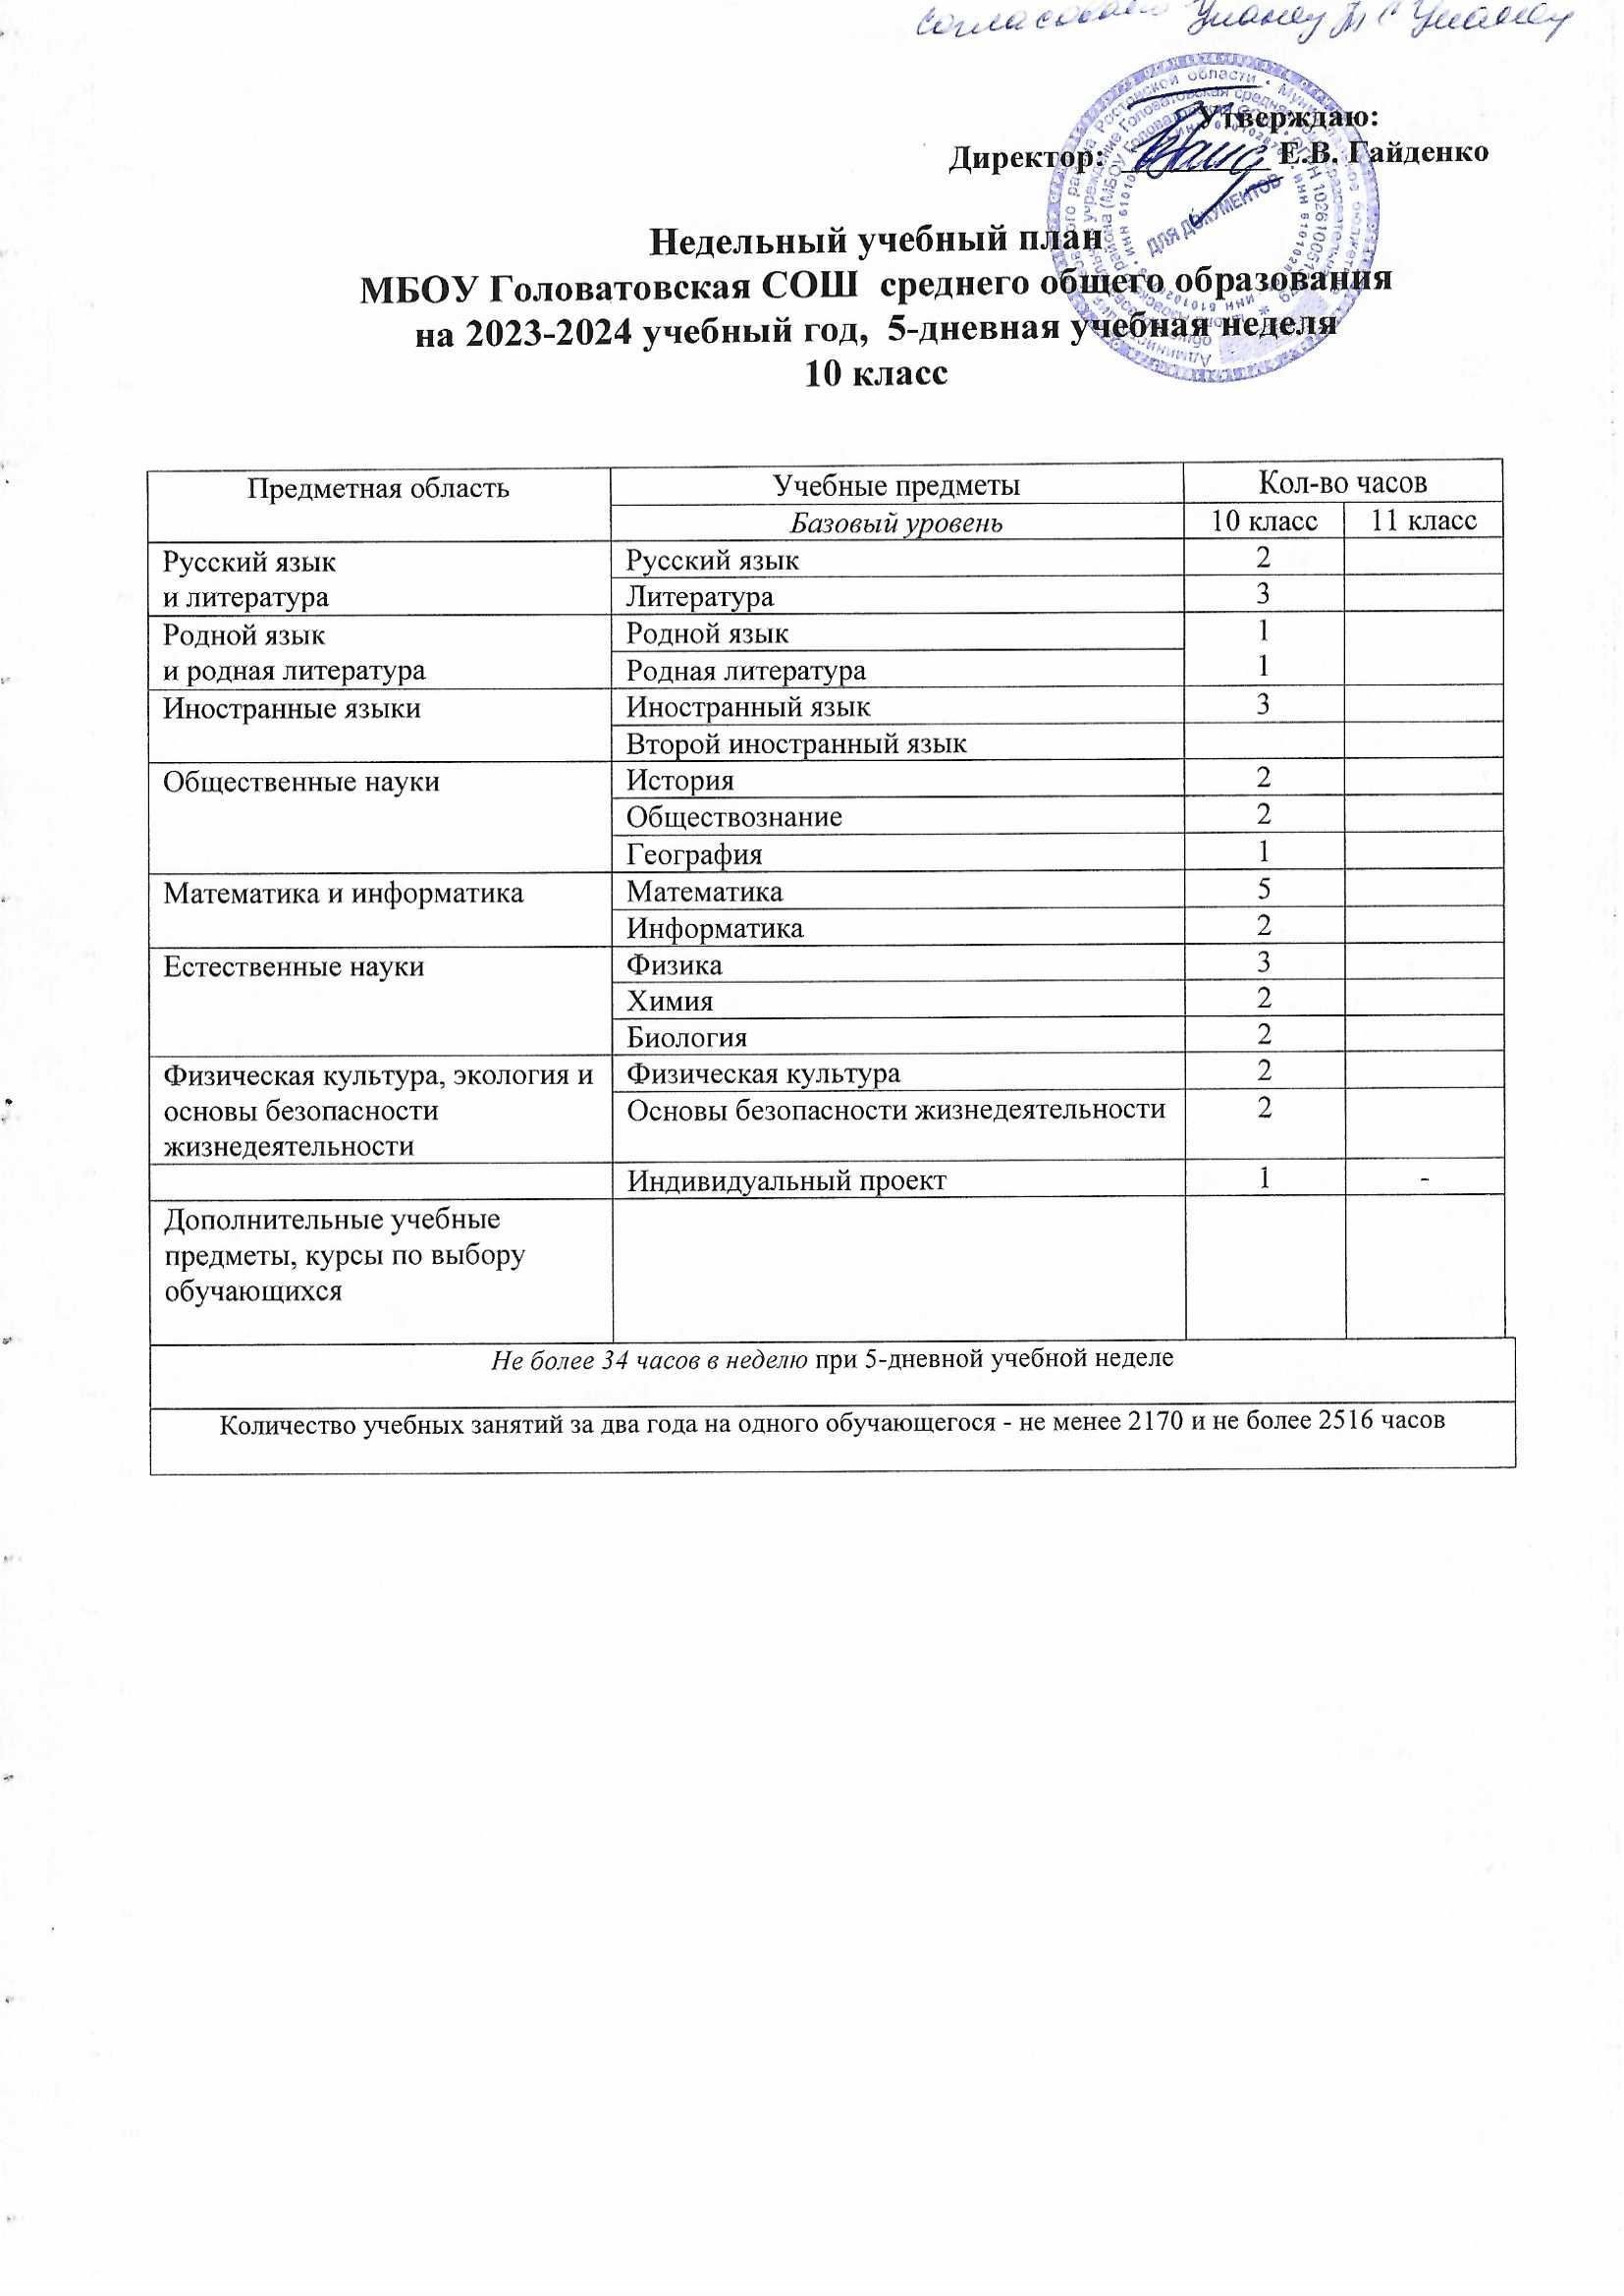 Согласовано
Утверждаю:
Директор: __________ Е.В. Гайденко
ДЛЯ ДОКУМЕНТОВ
Недельный учебный план
МБОУ Головатовская СОШ среднего общего образования
на 2023-2024 учебный год, 5-дневная учебная неделя
10 класс
Предметная область Учебные предметы Кол-во часов
Базовый уровень 10 класс 11 класс
Русский язык Русский язык 2
и литература Литература 3
Родной язык Родной язык 1
и родная литература Родная литература 1
Иностранные языки Иностранный язык 3
Второй иностранный язык
Общественные науки История 2
Обществознание 2
География 1
Математика и информатика Математика 5
Информатика 2
Естественные науки Физика 3
Химия 2
Биология 2
Физическая культура, экология и Физическая культура 2
основы безопасности Основы безопасности жизнедеятельности 2
жизнедеятельности
Индивидуальный проект 1 -
Дополнительные учебные
предметы, курсы по выбору
обучающихся
Не более 34 часов в неделю при 5-дневной учебной неделе
Количество учебных занятий за два года на одного обучающегося - не менее 2170 и не более 2516 часов